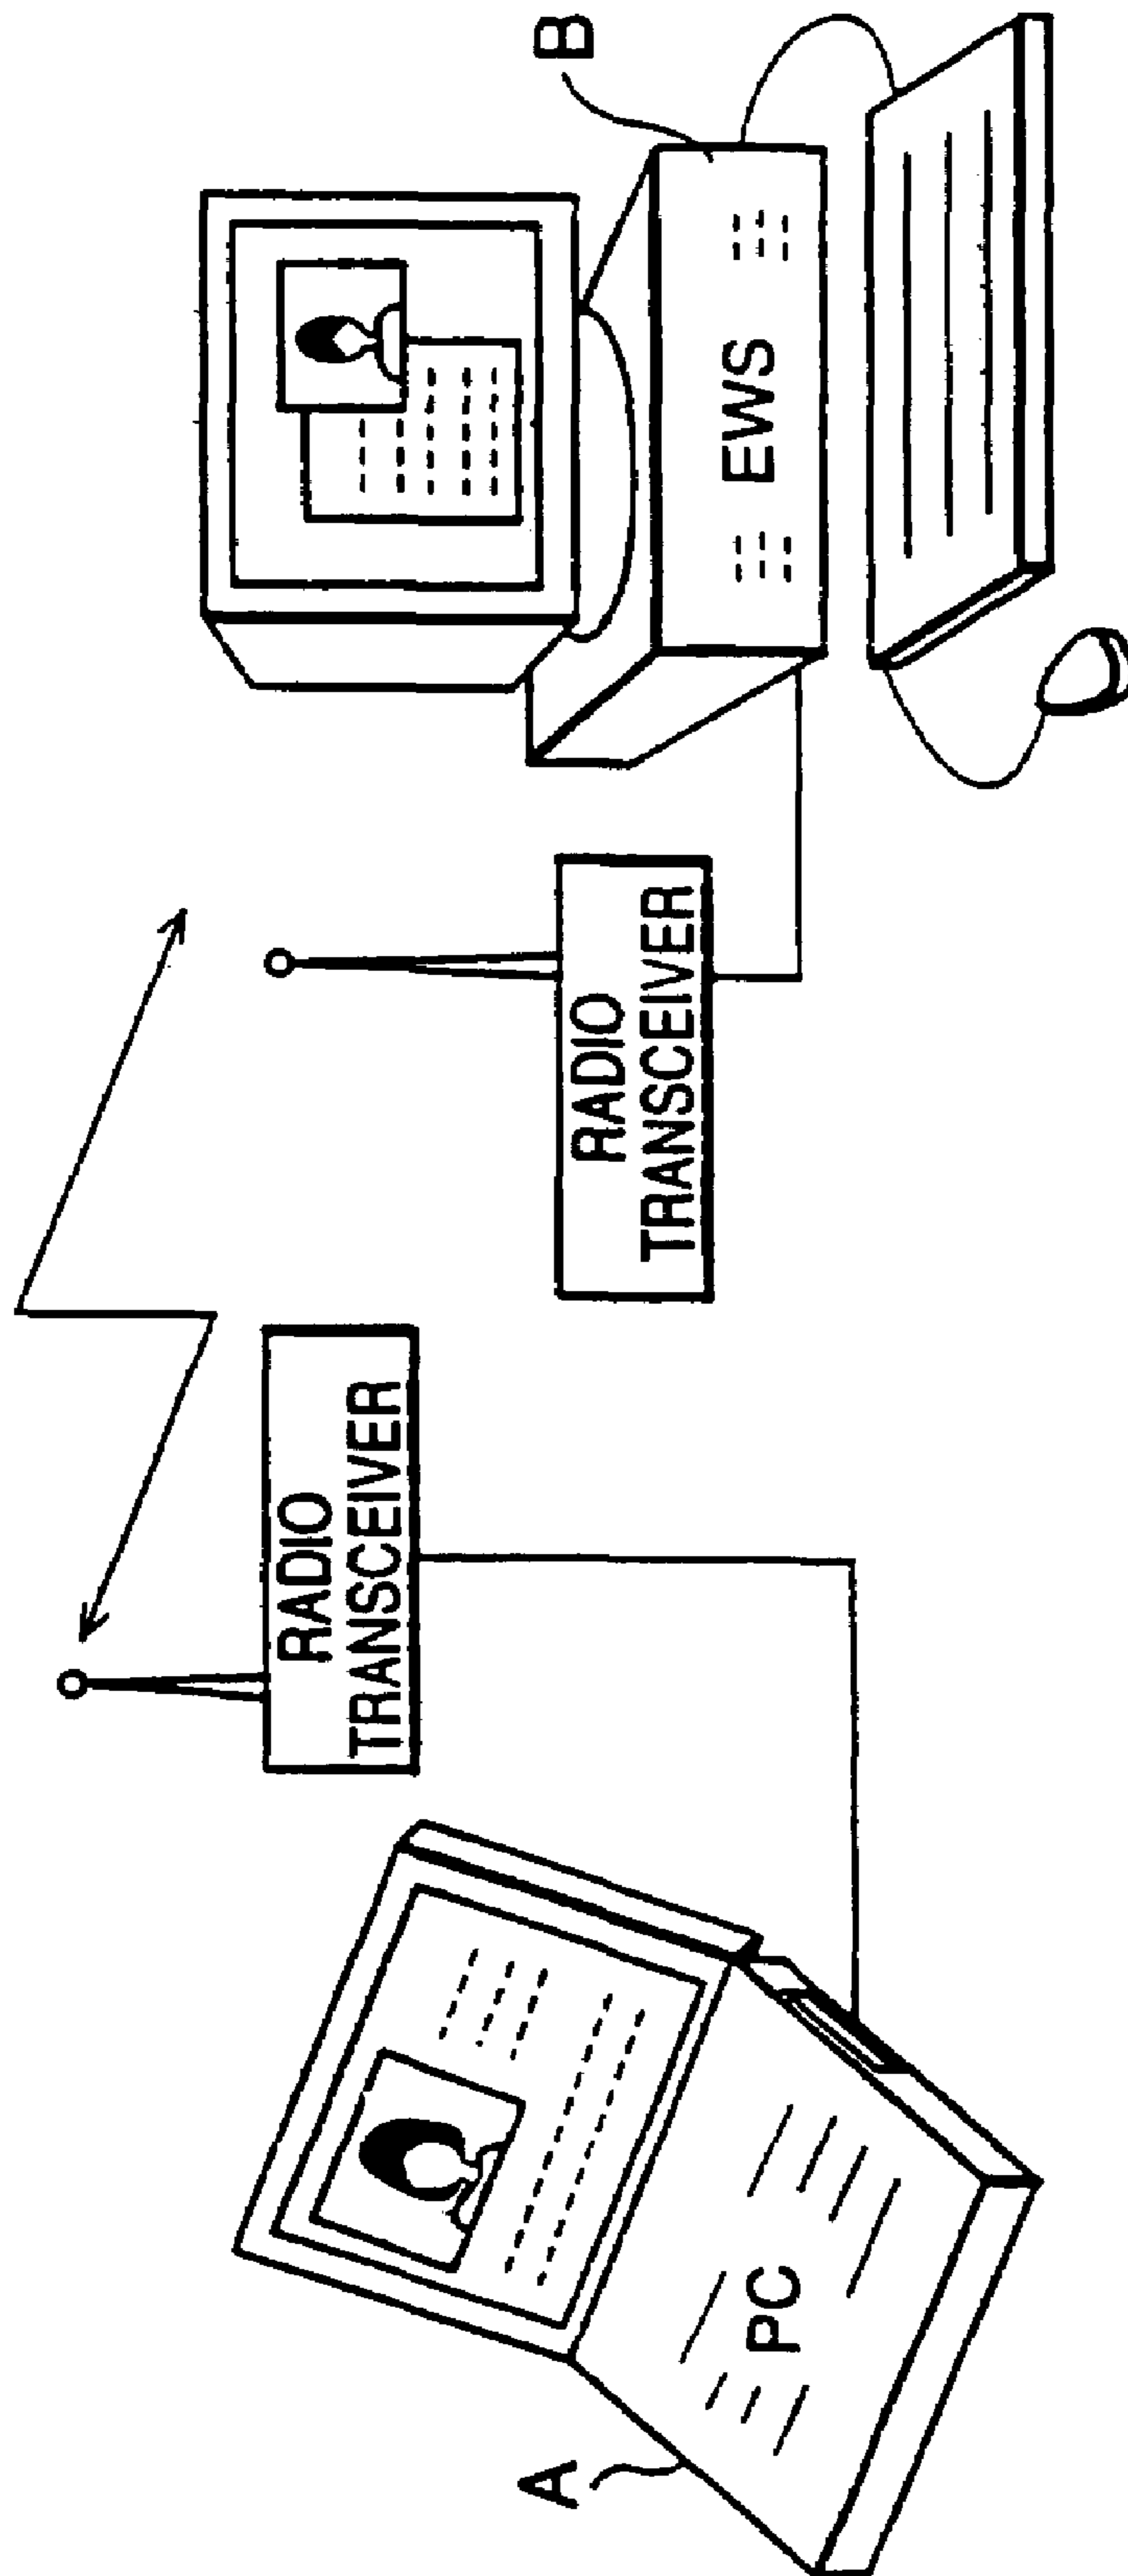 A
PC
RADIO
TRANSCEIVER
RADIO
TRANSCEIVER
EWS
B